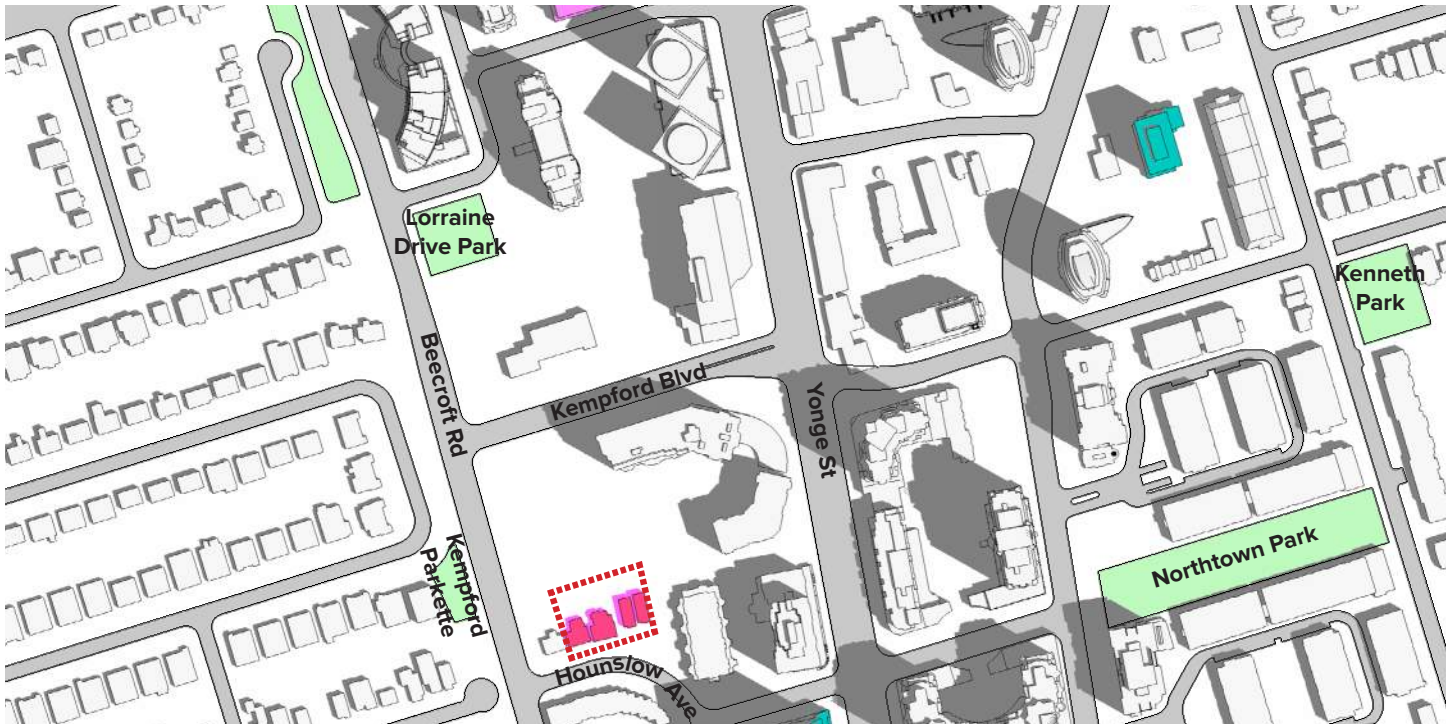 Lorraine
Drive Park
Kenneth
Park
Beecroft Rd
Kempford Blvd
Yonge St
Kempford
Parkette
Northtown Park
Hounslow Ave